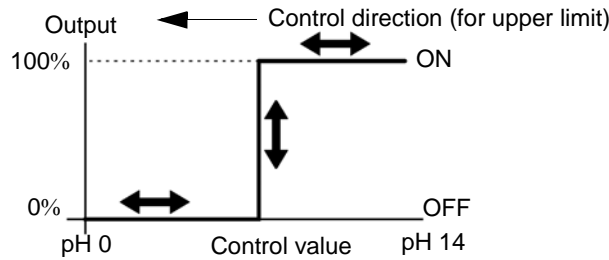 Output
Control direction (for upper limit)
100%
ON
0%
OFF
pH 0
Control value
pH 14